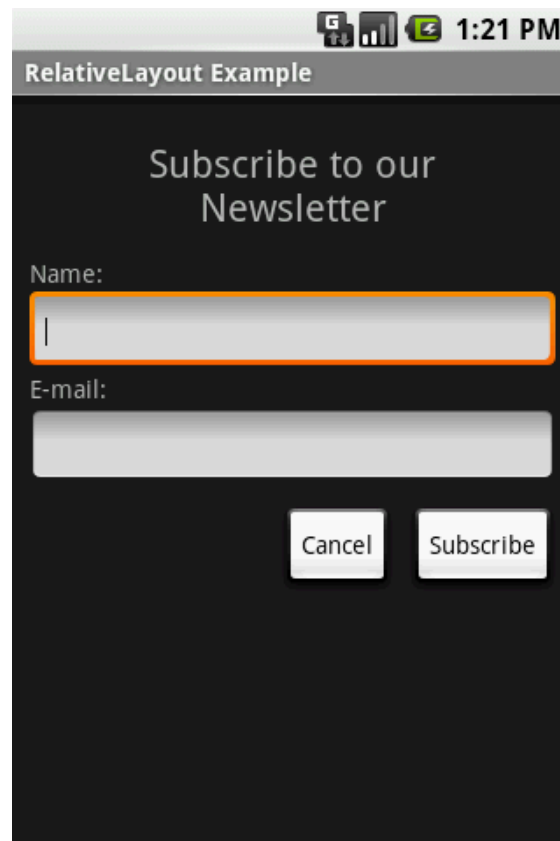 G 1:21 PM
RelativeLayout Example
Subscribe to our
Newsletter
Name:
E-mail:
Cancel Subscribe